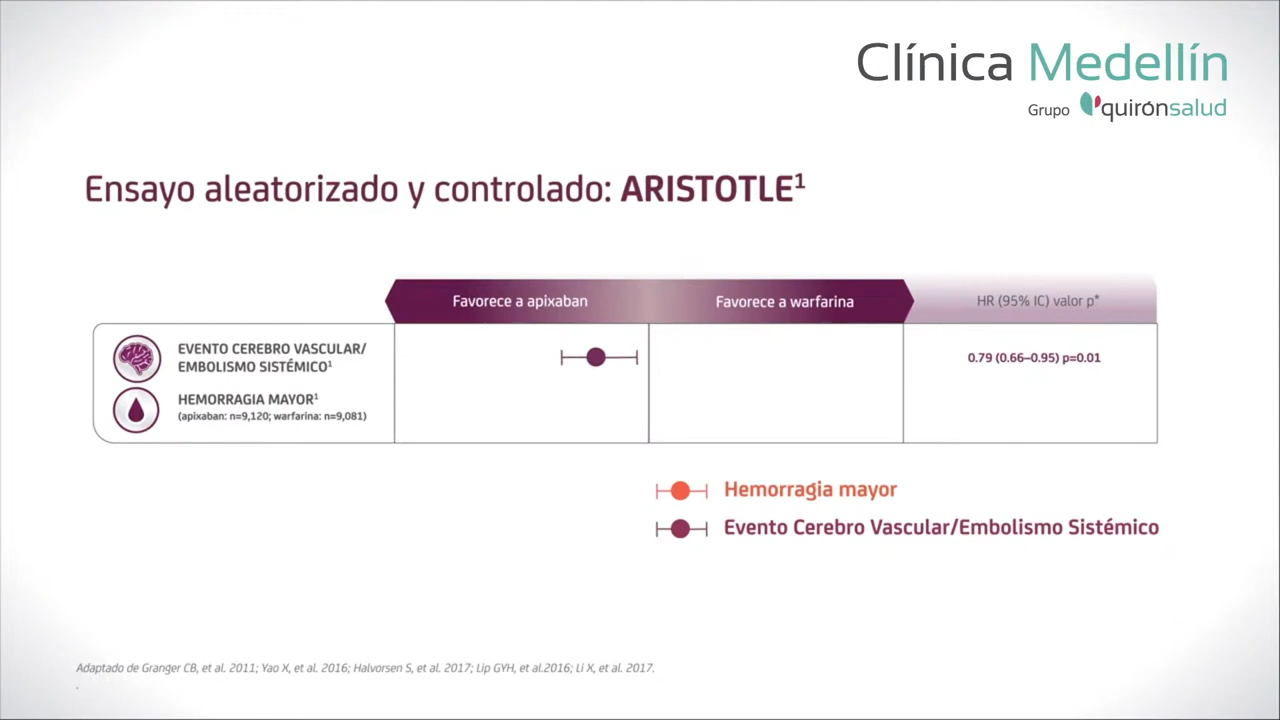 Clínica Medellín
Grupo quirónsalud
Ensayo aleatorizado y controlado: ARISTOTLE¹
Favorece a apixaban
Favorece a warfarina
HR (95% IC) valor p*
EVENTO CEREBRO VASCULAR/
EMBOLISMO SISTÉMICO¹
0.79 (0.66–0.95) p=0.01
HEMORRAGIA MAYOR¹
(apixaban: n=9,120; warfarina: n=9,081)
Hemorragia mayor
Evento Cerebro Vascular/Embolismo Sistémico
Adaptado de Granger CB, et al. 2011; Yao X, et al. 2016; Halvorsen S, et al. 2017; Lip GYH, et al.2016; Li X, et al. 2017.
.